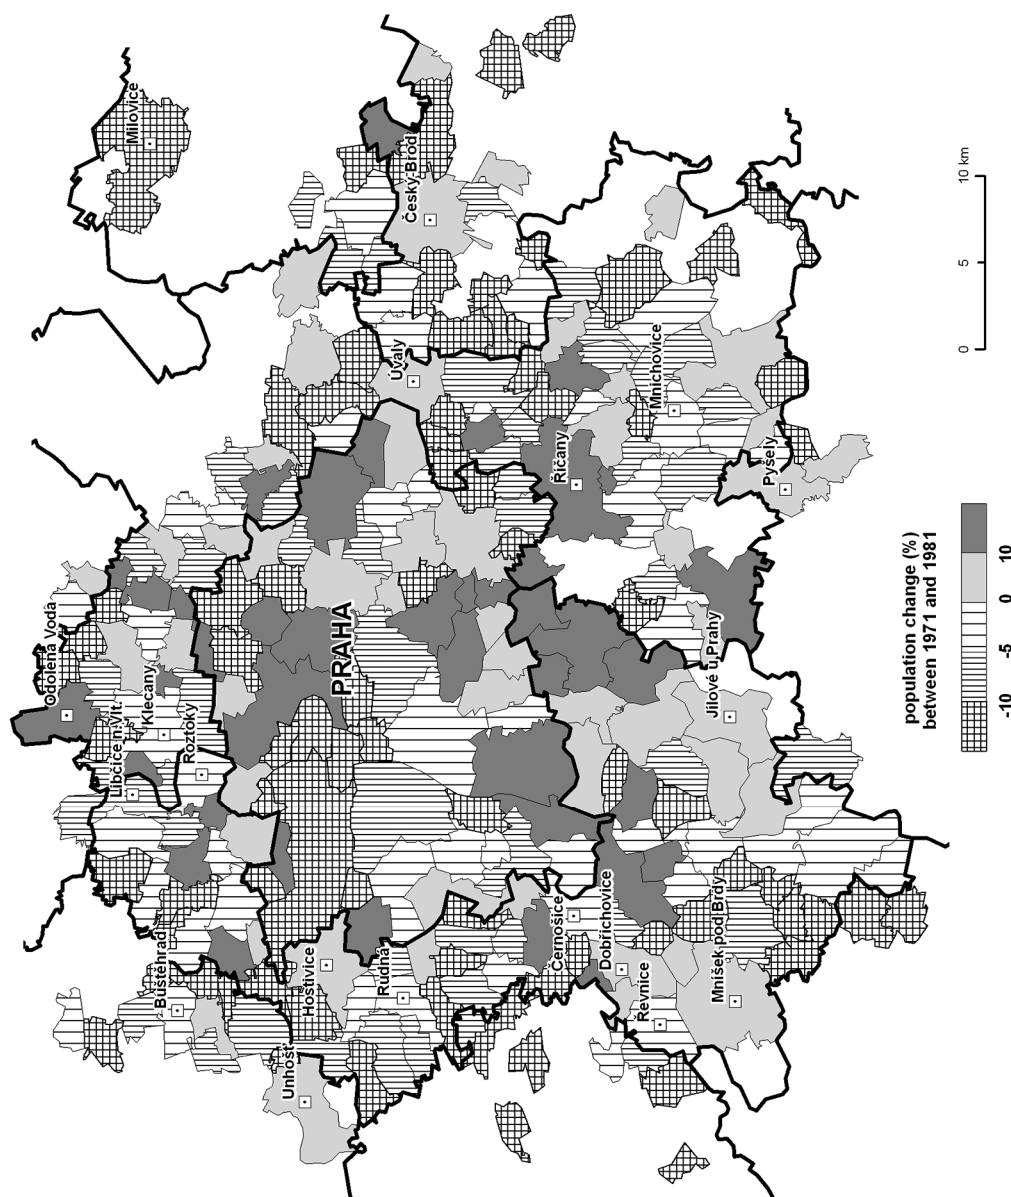 Milovice
Český Brod
10 km
5
0
Úvaly
Mnichovice
Říčany
Pyšely
PRAHA
Odolena Voda
Klecany
Libčice n.Vlt.
Roztoky
Jílové u Prahy
population change (%)
between 1971 and 1981
10
0
-5
-10
Buštěhrad
Hostivice
Rudná
Unhošť
Černošice
Dobřichovice
Řevnice
Mníšek pod Brdy